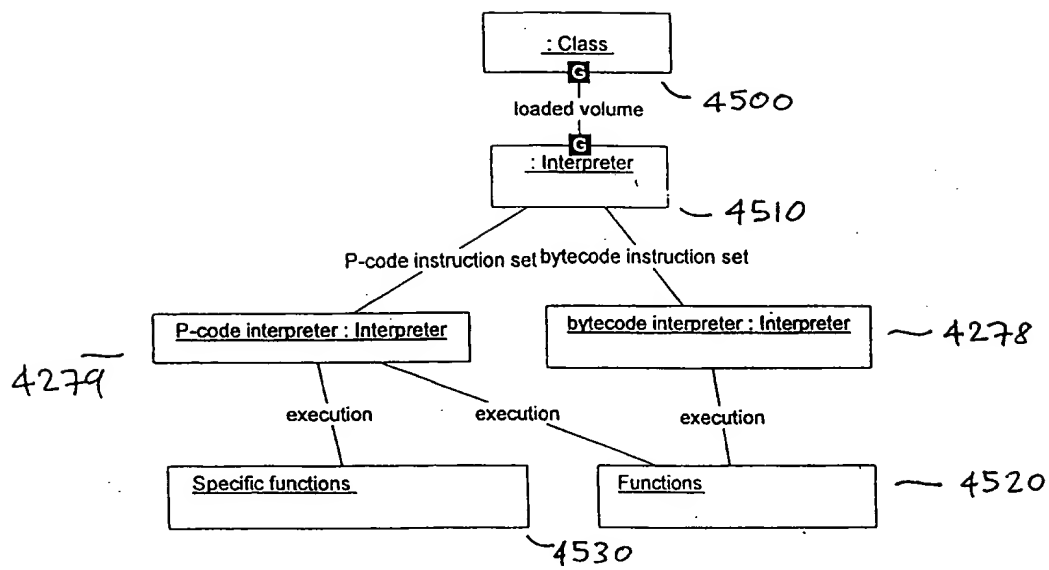 : Class
G
4500
loaded volume
G
: Interpreter
4510
P-code instruction set bytecode instruction set
P-code interpreter : Interpreter
bytecode interpreter : Interpreter
4278
4279
execution
execution
execution
Specific functions
Functions
4520
4530